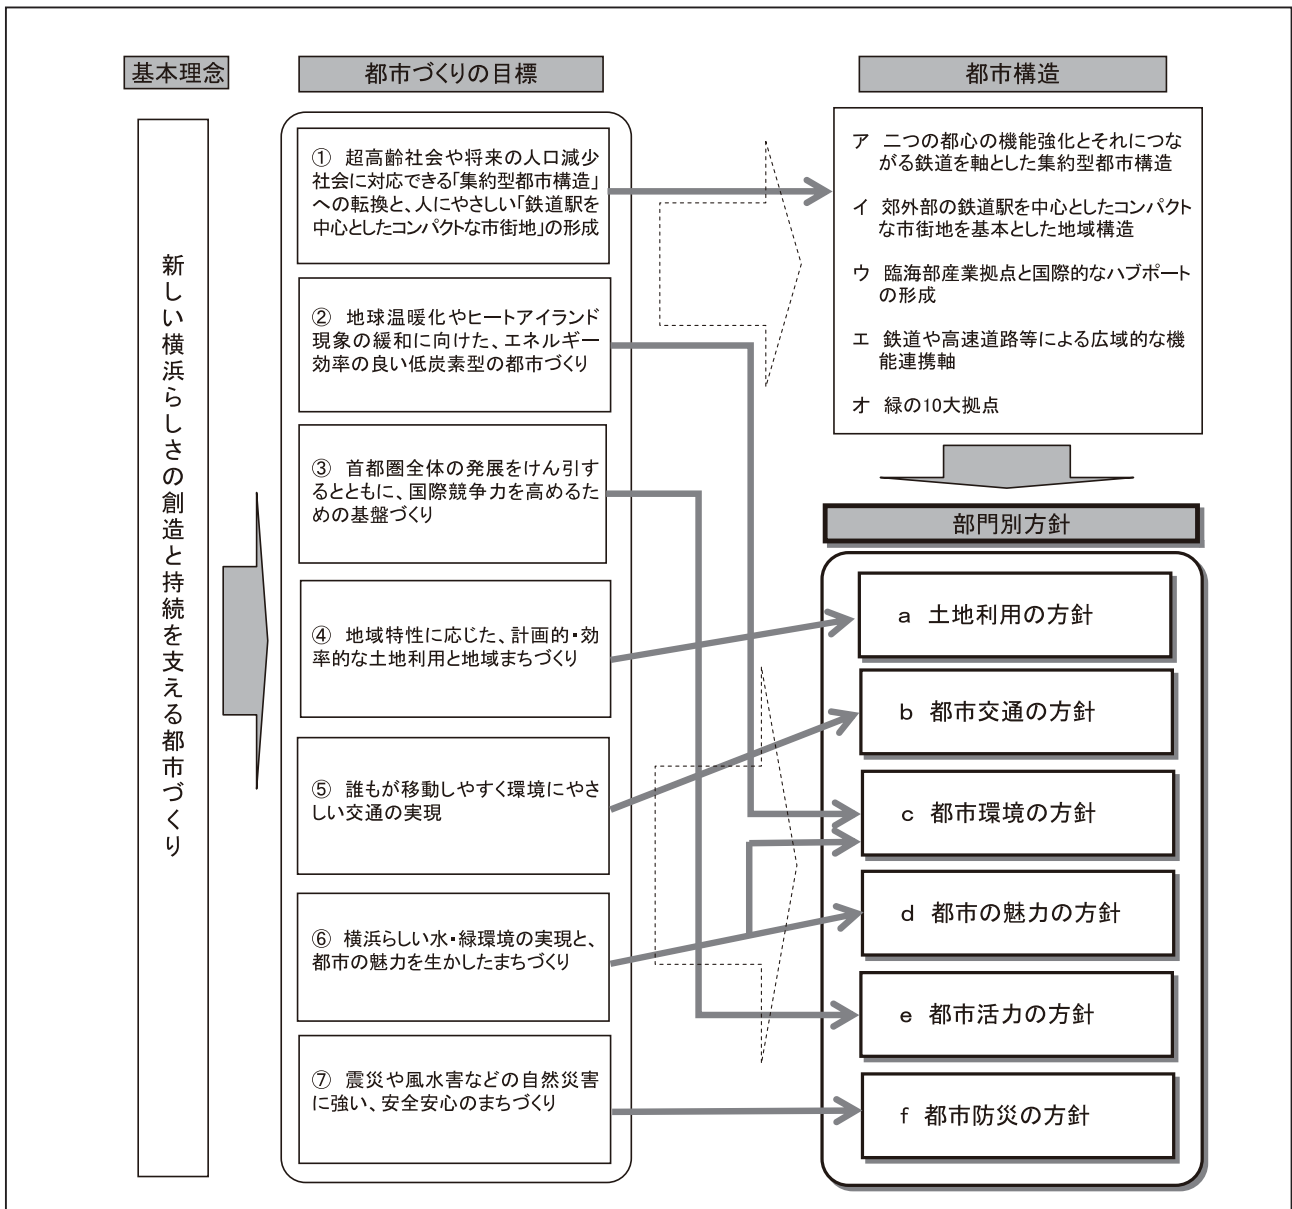 基本理念
新しい横浜らしさの創造と持続を支える都市づくり
都市づくりの目標
① 超高齢社会や将来の人口減少
社会に対応できる「集約型都市構造」
への転換と、人にやさしい「鉄道駅を
中心としたコンパクトな市街地」の形成
② 地球温暖化やヒートアイランド
現象の緩和に向けた、エネルギー
効率の良い低炭素型の都市づくり
③ 首都圏全体の発展をけん引す
るとともに、国際競争力を高めるた
めの基盤づくり
④ 地域特性に応じた、計画的・効
率的な土地利用と地域まちづくり
⑤ 誰もが移動しやすく環境にやさ
しい交通の実現
⑥ 横浜らしい水・緑環境の実現と、
都市の魅力を生かしたまちづくり
⑦ 震災や風水害などの自然災害
に強い、安全安心のまちづくり
都市構造
ア 二つの都心の機能強化とそれにつな
がる鉄道を軸とした集約型都市構造
イ 郊外部の鉄道駅を中心としたコンパクト
な市街地を基本とした地域構造
ウ 臨海部産業拠点と国際的なハブポート
の形成
エ 鉄道や高速道路等による広域的な機
能連携軸
オ 緑の10大拠点
部門別方針
a 土地利用の方針
b 都市交通の方針
c 都市環境の方針
d 都市の魅力の方針
e 都市活力の方針
f 都市防災の方針